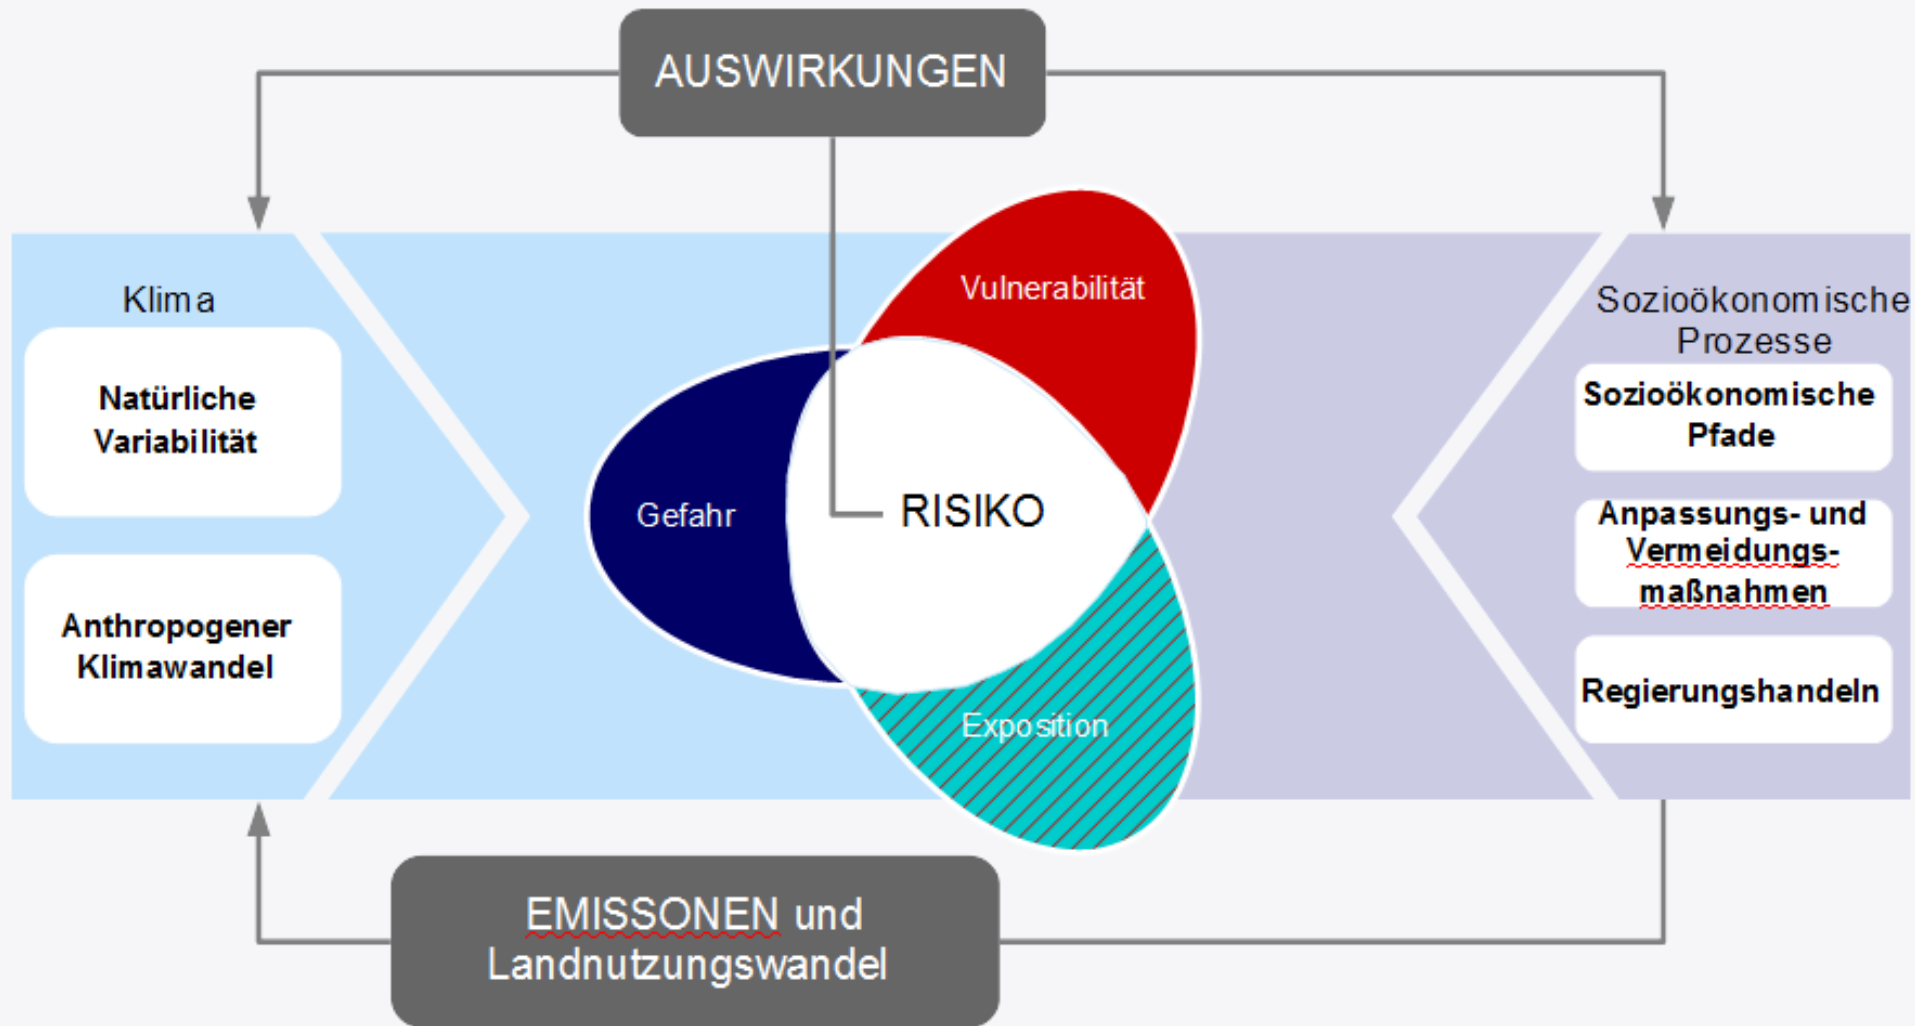 AUSWIRKUNGEN
Klima
Natürliche
Variabilität
Anthropogener
Klimawandel
Vulnerabilität
Gefahr
RISIKO
Exposition
Sozioökonomische
Prozesse
Sozioökonomische
Pfade
Anpassungs- und
Vermeidungs-
maßnahmen
Regierungshandeln
EMISSONEN und
Landnutzungswandel